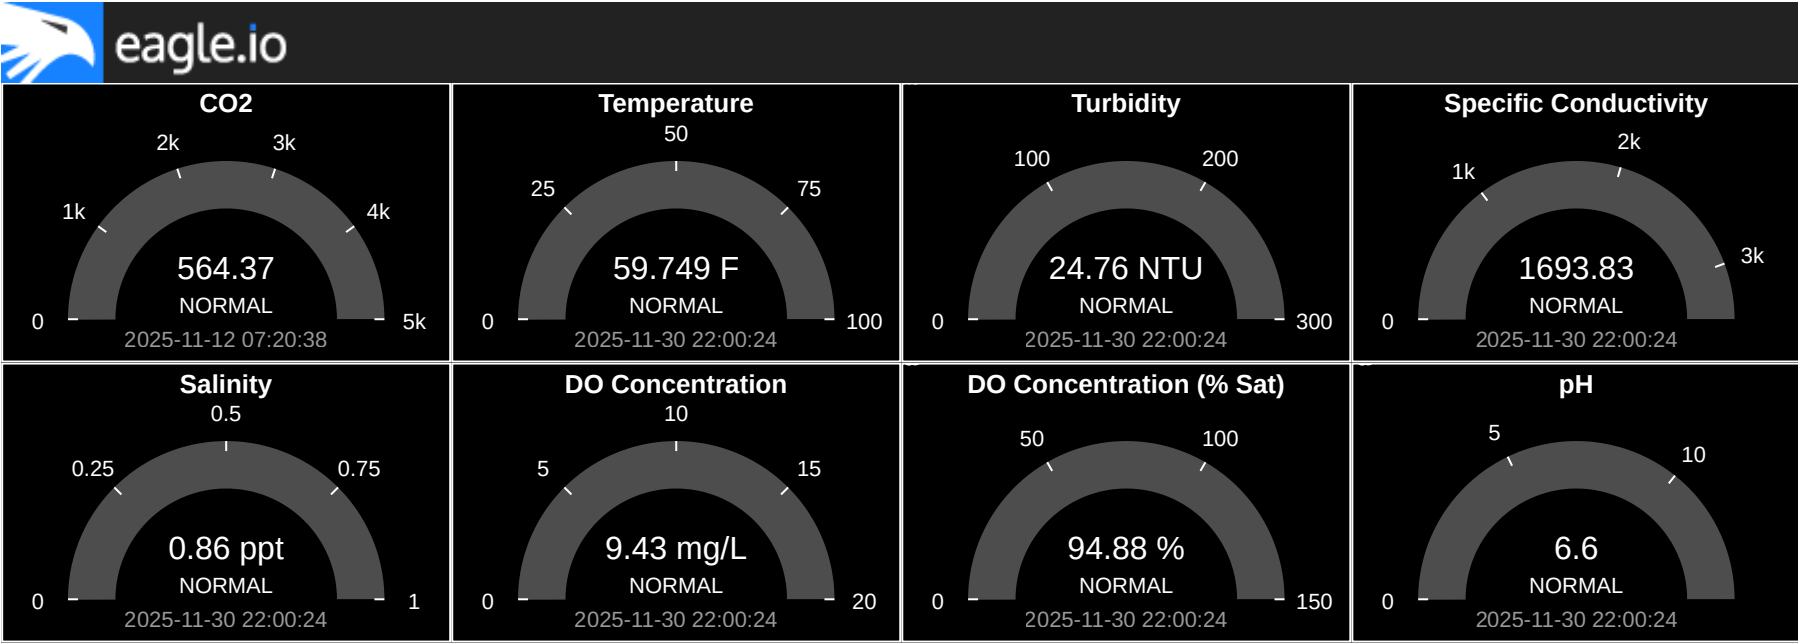 eagle.io
CO2
2k
3k
1k
4k
0
5k
564.37
NORMAL
2025-11-12 07:20:38
Temperature
50
25
75
0
100
59.749 F
NORMAL
2025-11-30 22:00:24
Turbidity
100
200
0
300
24.76 NTU
NORMAL
2025-11-30 22:00:24
Specific Conductivity
2k
1k
3k
0
1693.83
NORMAL
2025-11-30 22:00:24
Salinity
0.5
0.25
0.75
0
1
0.86 ppt
NORMAL
2025-11-30 22:00:24
DO Concentration
10
5
15
0
20
9.43 mg/L
NORMAL
2025-11-30 22:00:24
DO Concentration (% Sat)
50
100
0
150
94.88 %
NORMAL
2025-11-30 22:00:24
pH
5
10
0
6.6
NORMAL
2025-11-30 22:00:24